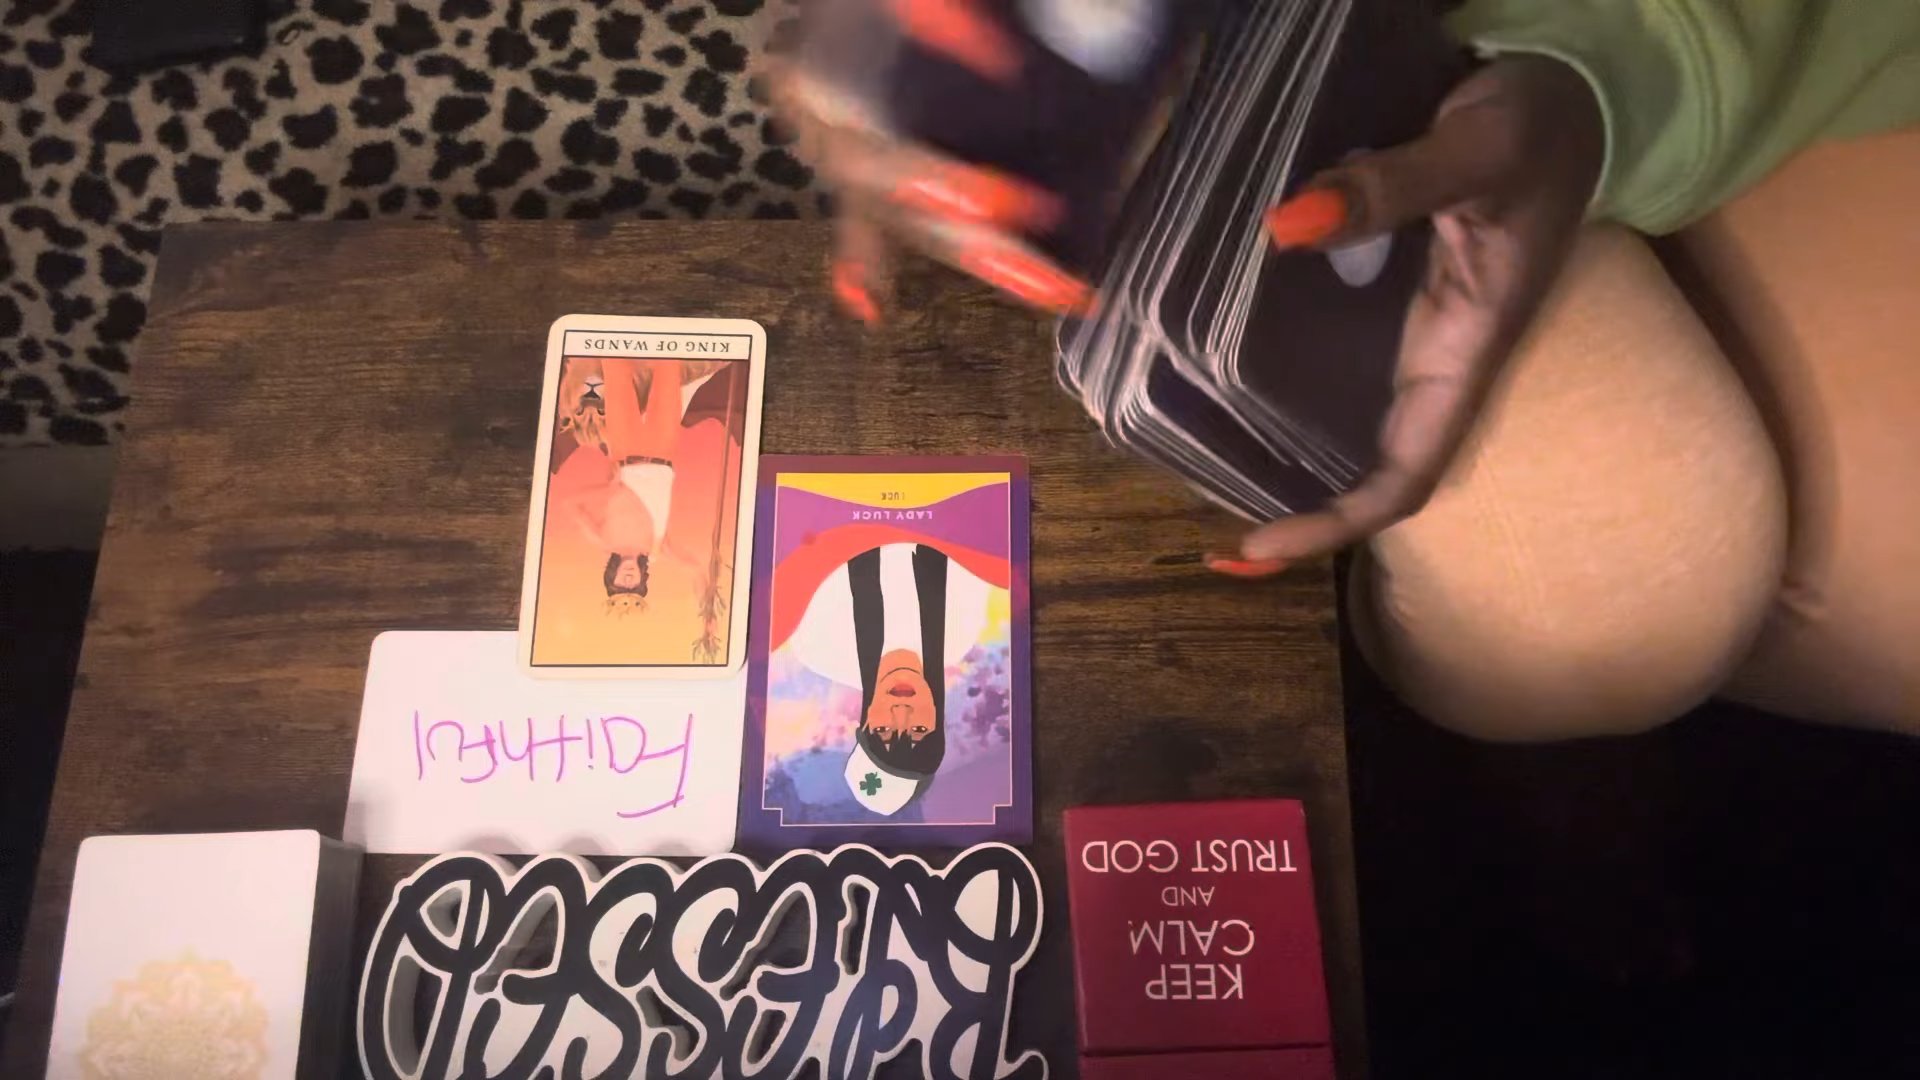 KING OF WANDS
LUCK
LADY LUCK
Faithful
Blessed
KEEP
CALM
AND
TRUST GOD